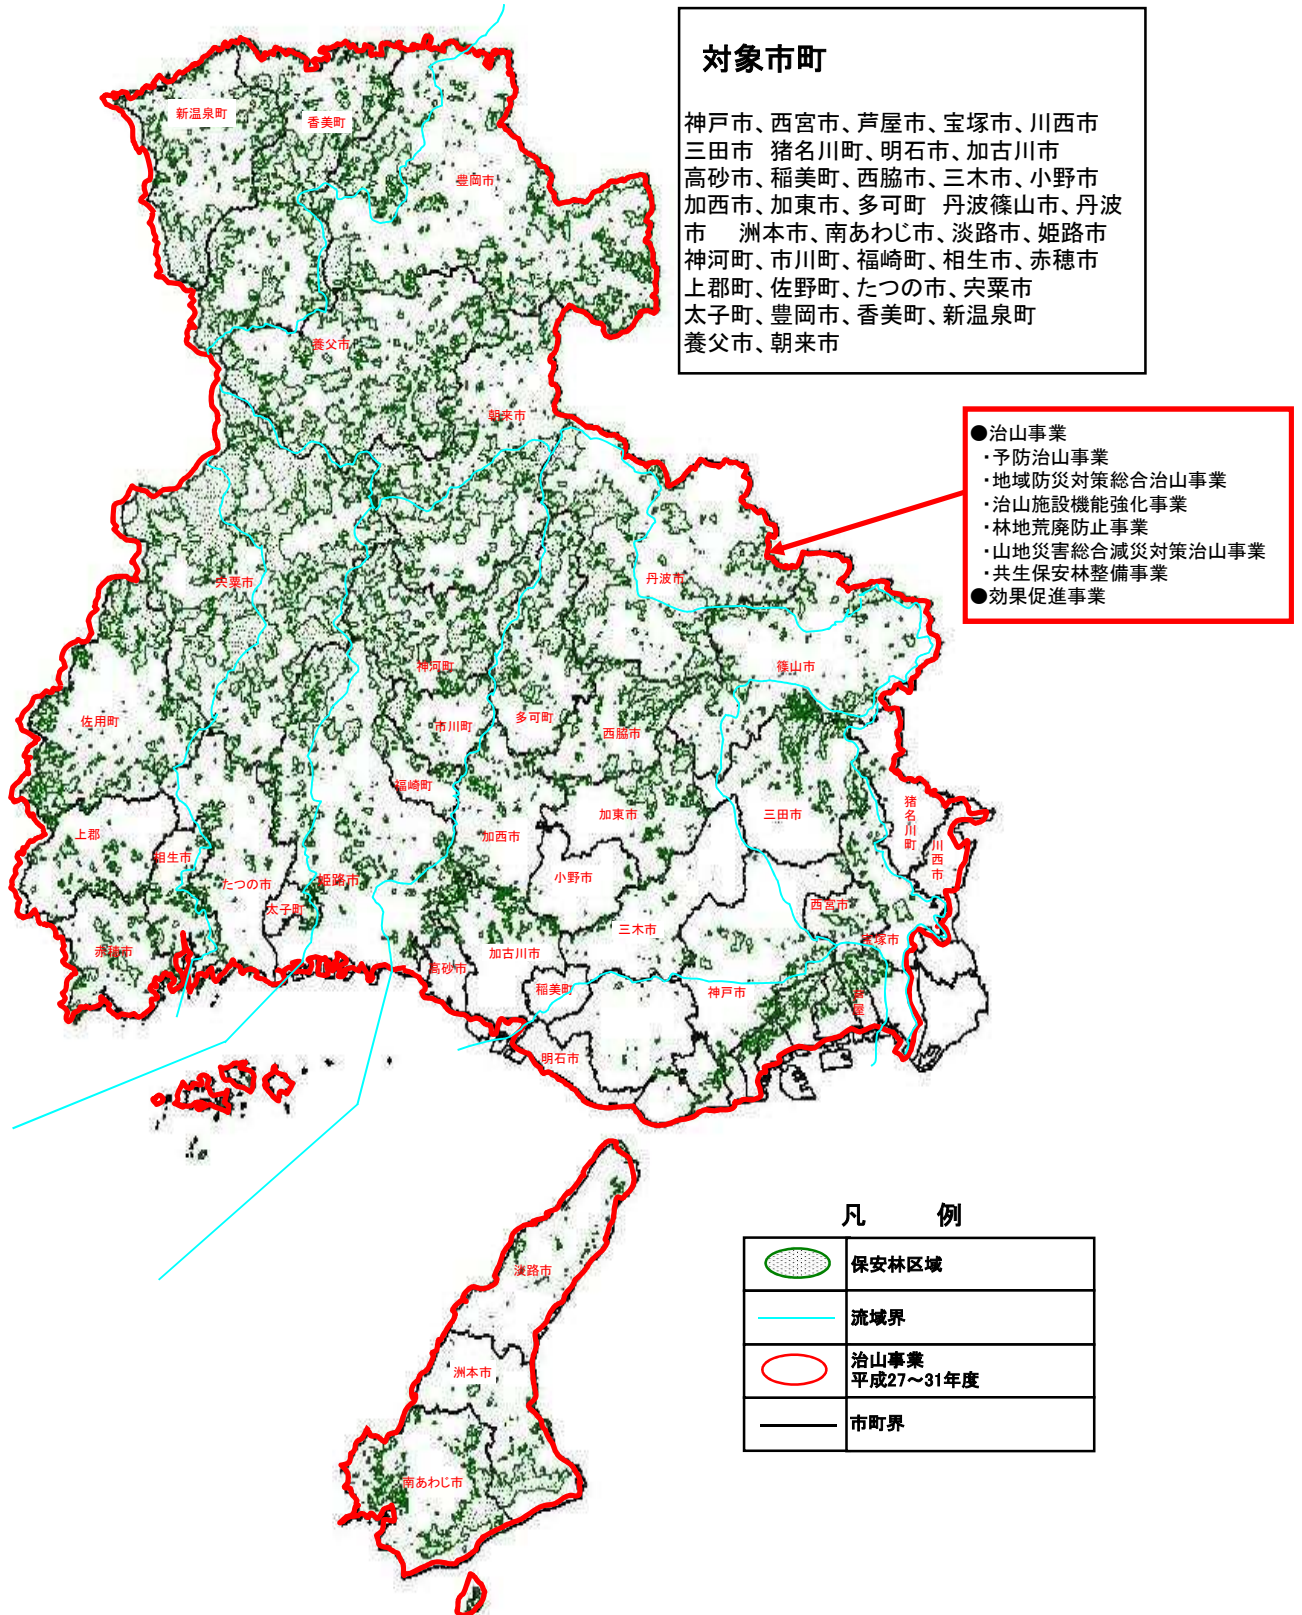 対象市町
神戸市、西宮市、芦屋市、宝塚市、川西市
三田市 猪名川町、明石市、加古川市
高砂市、稲美町、西脇市、三木市、小野市
加西市、加東市、多可町 丹波篠山市、丹波
市 洲本市、南あわじ市、淡路市、姫路市
神河町、市川町、福崎町、相生市、赤穂市
上郡町、佐野町、たつの市、宍粟市
太子町、豊岡市、香美町、新温泉町
養父市、朝来市
●治山事業
・予防治山事業
・地域防災対策総合治山事業
・治山施設機能強化事業
・林地荒廃防止事業
・山地災害総合減災対策治山事業
・共生保安林整備事業
●効果促進事業
新温泉町
香美町
豊岡市
養父市
朝来市
宍粟市
丹波市
神河町
篠山市
佐用町
市川町
多可町
西脇市
福崎町
上郡
相生市
加西市
加東市
三田市
猪名川町
川西市
たつの市
姫路市
小野市
太子町
西宮市
赤穂市
三木市
宝塚市
加古川市
高砂市
稲美町
神戸市
芦屋
明石市
淡路市
洲本市
南あわじ市
凡 例
保安林区域
流域界
治山事業
平成27～31年度
市町界